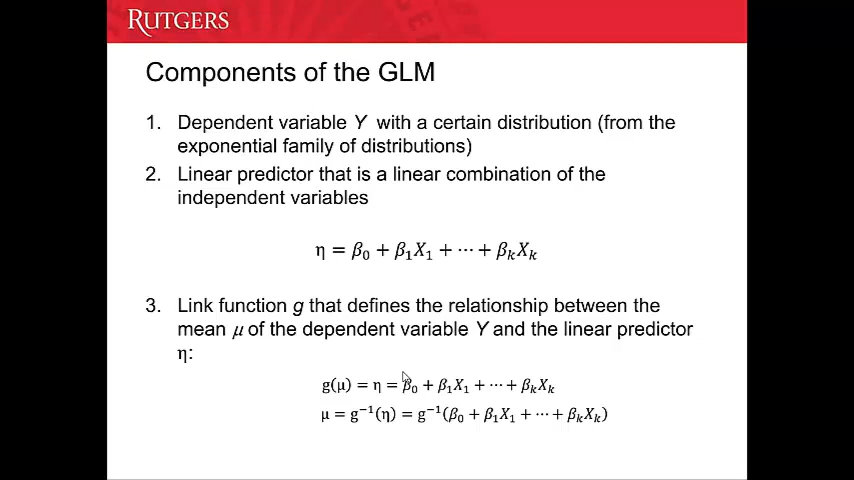 RUTGERS
Components of the GLM
1. Dependent variable Y with a certain distribution (from the
exponential family of distributions)
2. Linear predictor that is a linear combination of the
independent variables
η = β₀ + β₁X₁ + ⋯ + βₖXₖ
3. Link function g that defines the relationship between the
mean μ of the dependent variable Y and the linear predictor
η:
g(μ) = η = β₀ + β₁X₁ + ⋯ + βₖXₖ
μ = g⁻¹(η) = g⁻¹(β₀ + β₁X₁ + ⋯ + βₖXₖ)